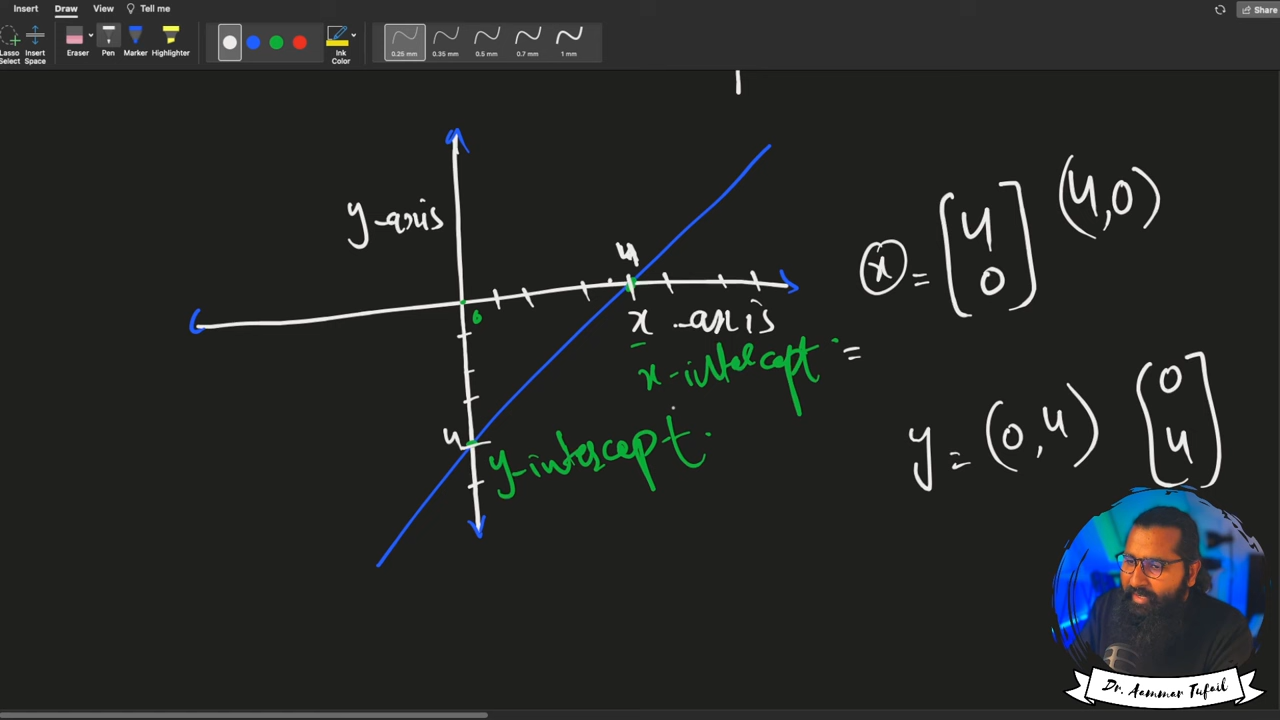 Insert Draw View Tell me
Share
Lasso Select
Insert Space
Eraser
Pen
Marker
Highlighter
Ink Color
0.25 mm 0.35 mm 0.5 mm 0.7 mm 1 mm
y-axis
4
x-axis
0
x-intercept =
4
y-intercept.
x = [4 0] (4,0)
y = (0,4) [0 4]
Dr. Aammar Tufail